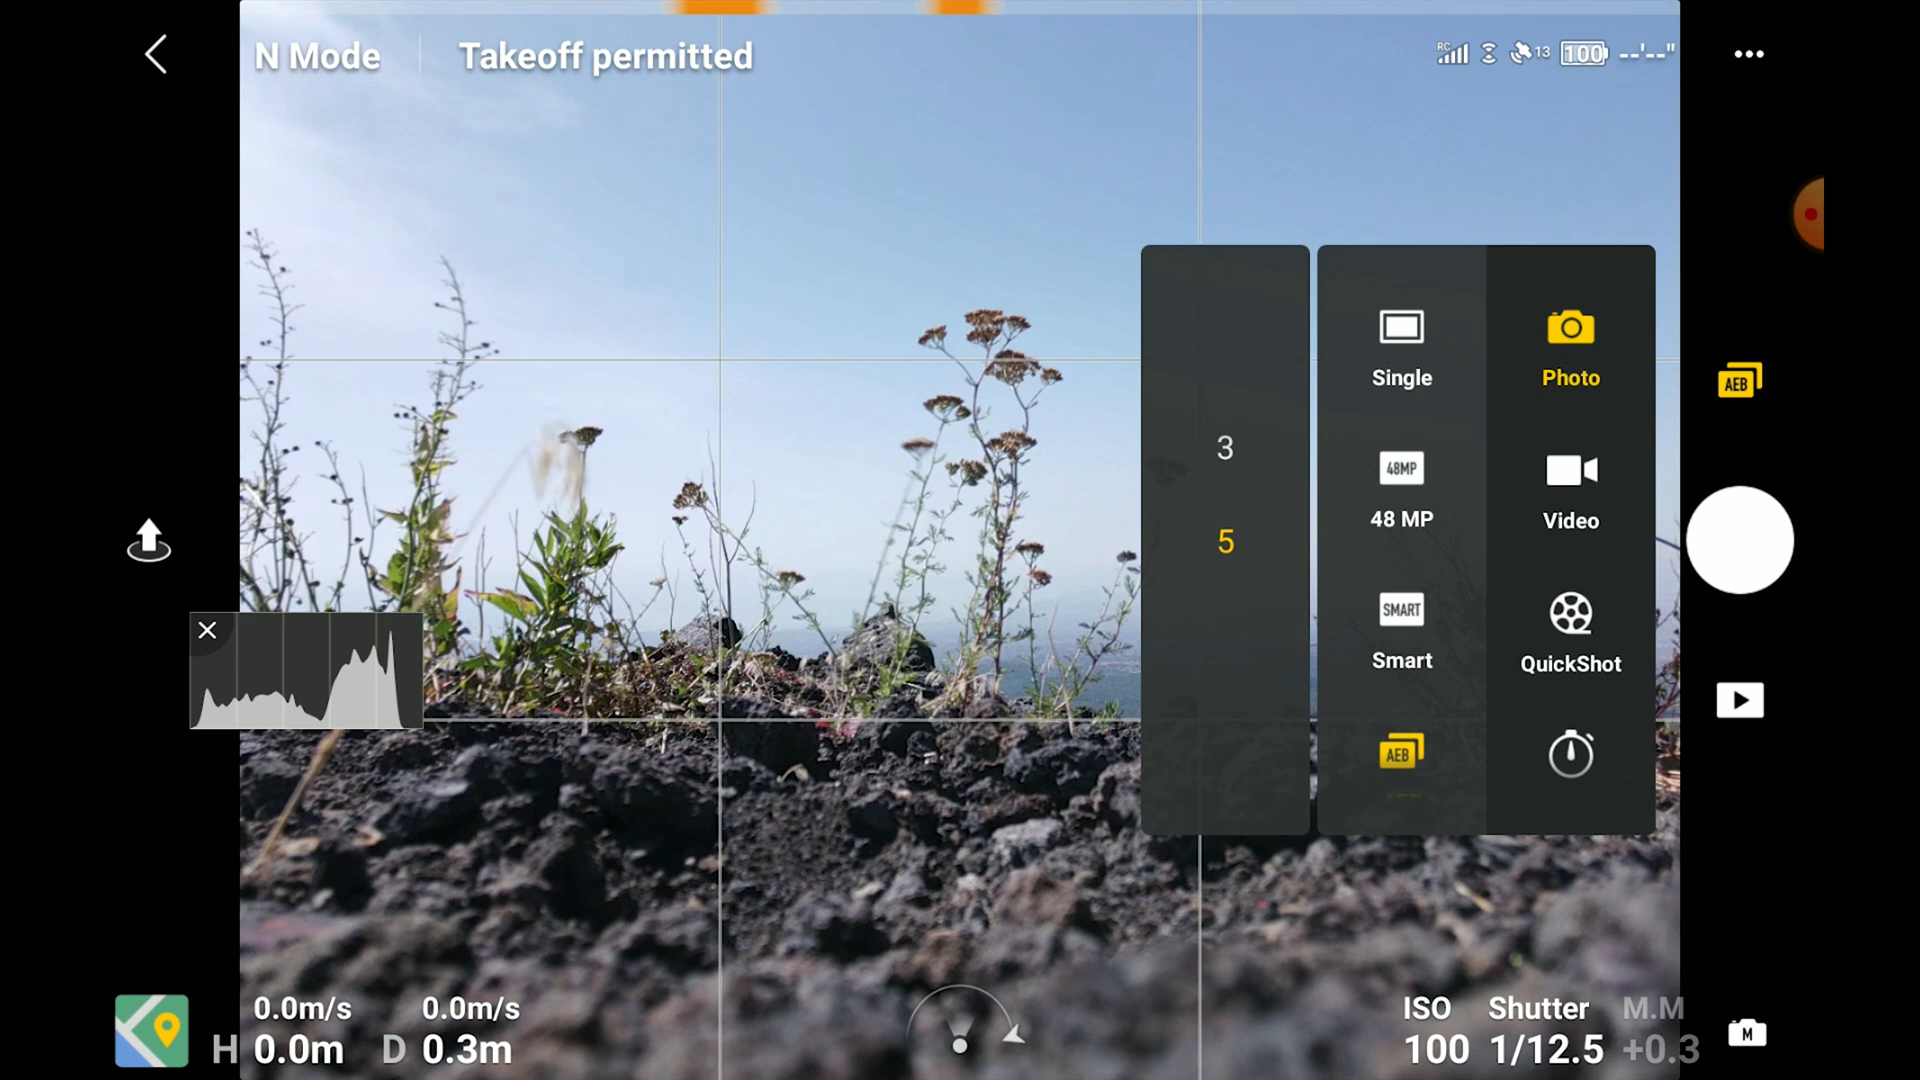 N Mode
Takeoff permitted
RC
13
100
--'--"
Single
Photo
3
48MP
48 MP
Video
AEB
5
SMART
Smart
QuickShot
AEB
0.0m/s
0.0m/s
H 0.0m
D 0.3m
ISO
Shutter
M.M
100
1/12.5
+0.3
M